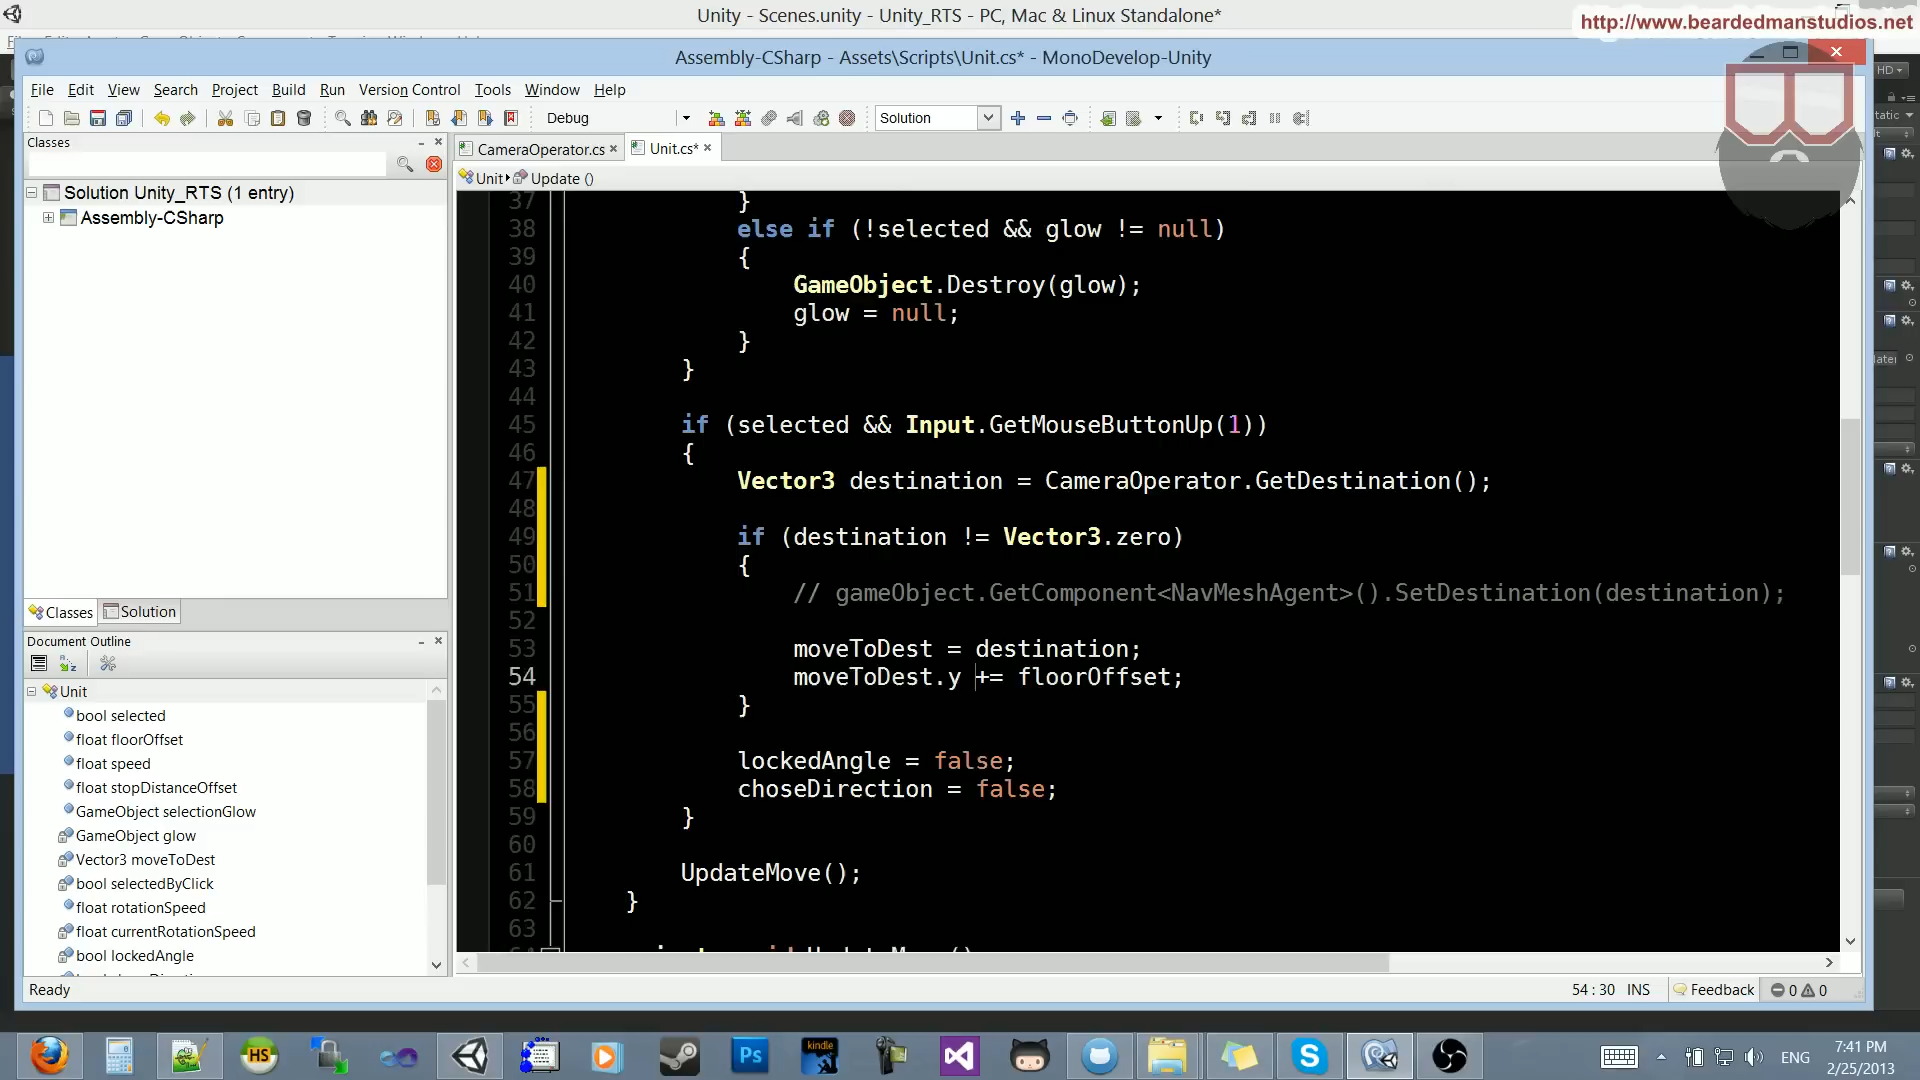 Unity - Scenes.unity - Unity_RTS - PC, Mac & Linux Standalone*
http://www.beardedmanstudios.net
Assembly-CSharp - Assets\Scripts\Unit.cs* - MonoDevelop-Unity
HD
File Edit View Search Project Build Run Version Control Tools Window Help
Debug
Solution
Classes
CameraOperator.cs
Unit.cs*
Unit
Update ()
Solution Unity_RTS (1 entry)
Assembly-CSharp
37 }
38 else if (!selected && glow != null)
39 {
40 GameObject.Destroy(glow);
41 glow = null;
42 }
43 }
44
45 if (selected && Input.GetMouseButtonUp(1))
46 {
47 Vector3 destination = CameraOperator.GetDestination();
48
49 if (destination != Vector3.zero)
50 {
51 // gameObject.GetComponent<NavMeshAgent>().SetDestination(destination);
52
53 moveToDest = destination;
54 moveToDest.y += floorOffset;
55 }
56
57 lockedAngle = false;
58 choseDirection = false;
59 }
60
61 UpdateMove();
62 }
63
Classes
Solution
Document Outline
Unit
bool selected
float floorOffset
float speed
float stopDistanceOffset
GameObject selectionGlow
GameObject glow
Vector3 moveToDest
bool selectedByClick
float rotationSpeed
float currentRotationSpeed
bool lockedAngle
Ready
54 : 30 INS
Feedback
0 0
HS
Ps
kindle
ENG
7:41 PM
2/25/2013